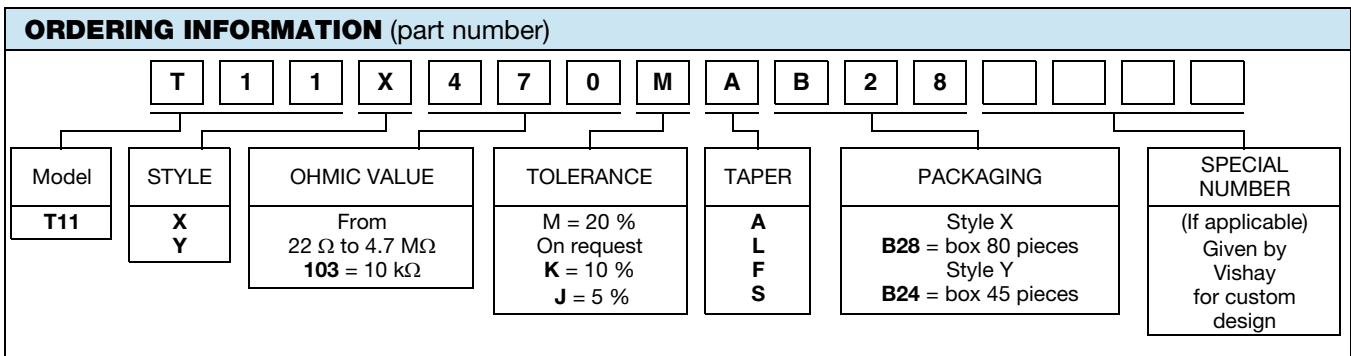 ORDERING INFORMATION (part number)
T 1 1 X 4 7 0 M A B 2 8
Model
T11
STYLE
X
Y
OHMIC VALUE
From
22 Ω to 4.7 MΩ
103 = 10 kΩ
TOLERANCE
M = 20 %
On request
K = 10 %
J = 5 %
TAPER
A
L
F
S
PACKAGING
Style X
B28 = box 80 pieces
Style Y
B24 = box 45 pieces
SPECIAL
NUMBER
(If applicable)
Given by
Vishay
for custom
design